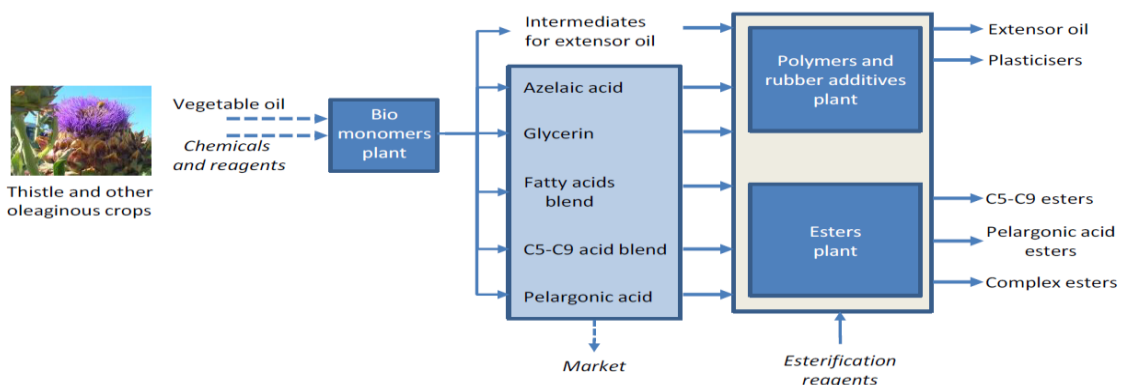 Thistle and other
oleaginous crops
Vegetable oil
Chemicals
and reagents
Bio
monomers
plant
Intermediates
for extensor oil
Azelaic acid
Glycerin
Fatty acids
blend
C5-C9 acid blend
Pelargonic acid
Market
Polymers and
rubber additives
plant
Esters
plant
Esterification
reagents
Extensor oil
Plasticisers
C5-C9 esters
Pelargonic acid
esters
Complex esters